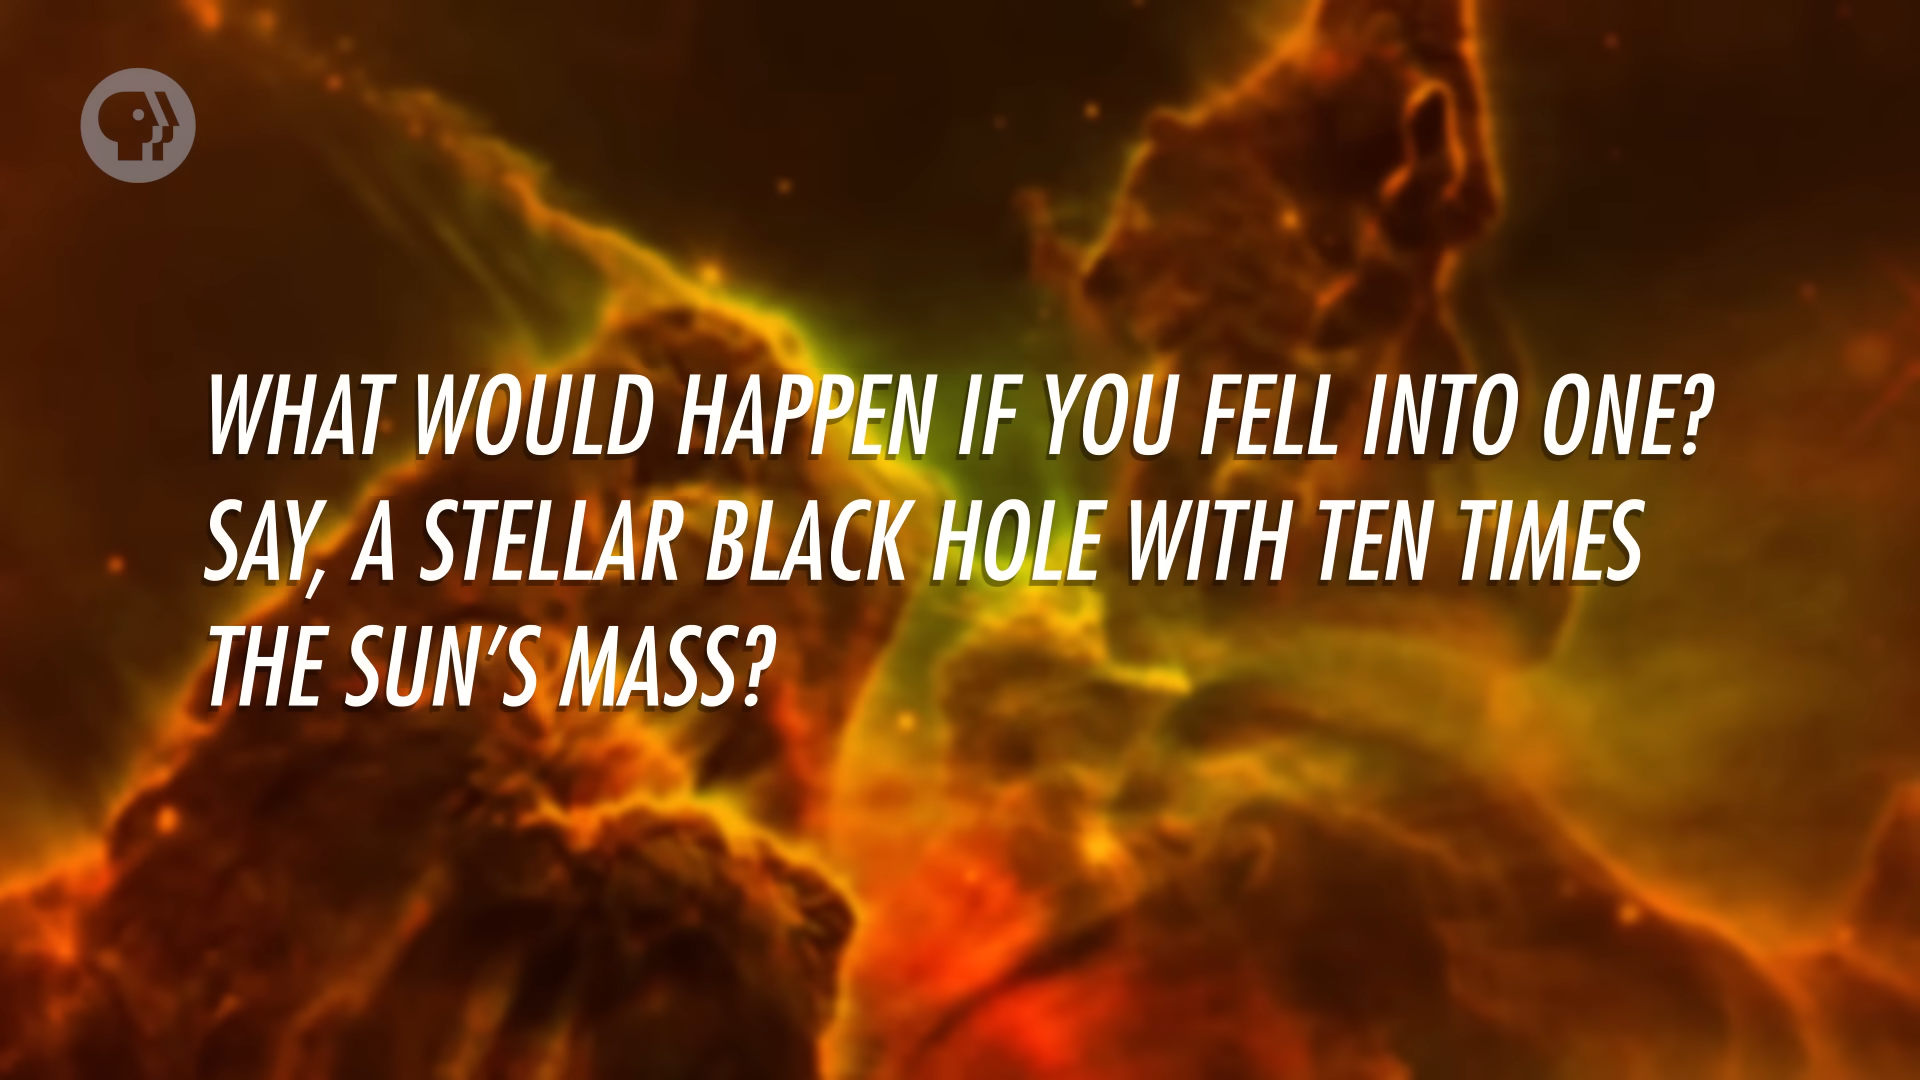 WHAT WOULD HAPPEN IF YOU FELL INTO ONE?
SAY, A STELLAR BLACK HOLE WITH TEN TIMES
THE SUN'S MASS?